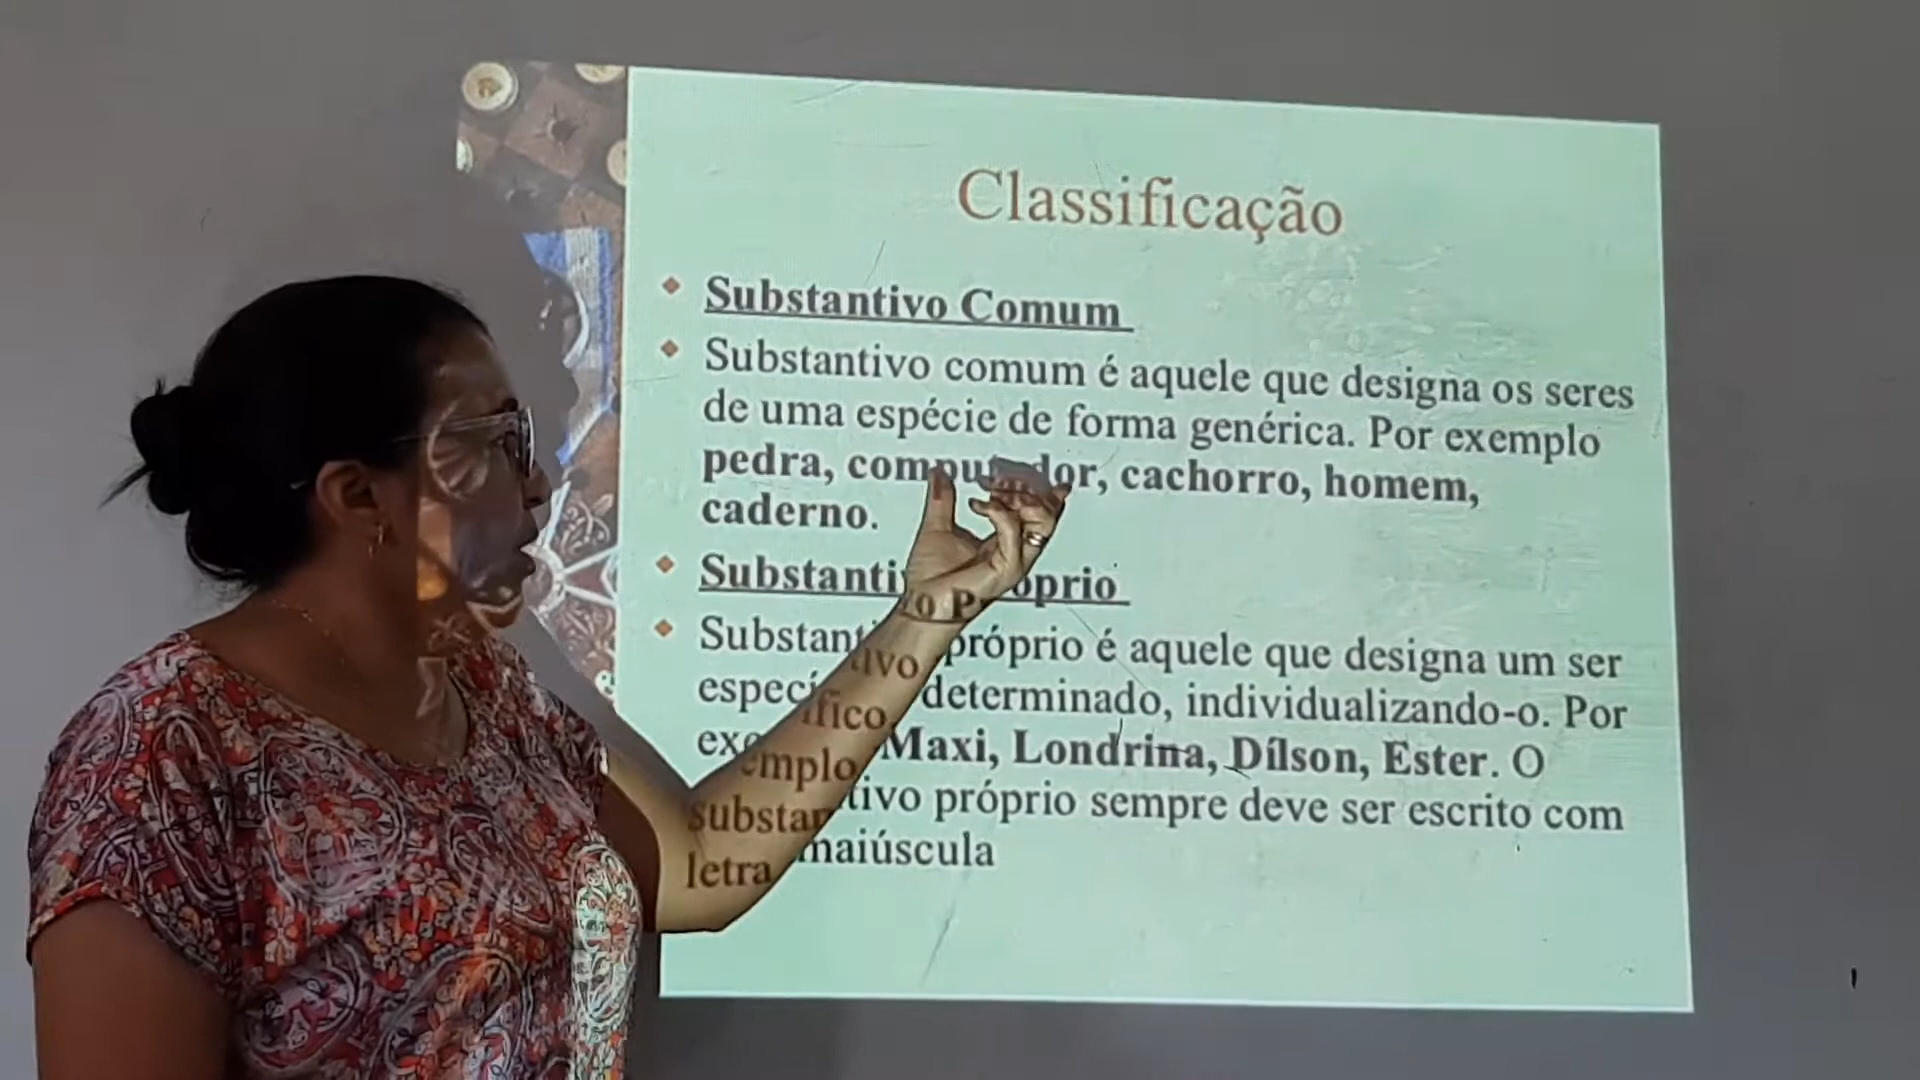 Classificação
Substantivo Comum
Substantivo comum é aquele que designa os seres
de uma espécie de forma genérica. Por exemplo
pedra, computador, cachorro, homem,
caderno.
Substantivo Próprio
Substantivo próprio é aquele que designa um ser
específico, determinado, individualizando-o. Por
exemplo Maxi, Londrina, Dílson, Ester. O
substantivo próprio sempre deve ser escrito com
letra maiúscula